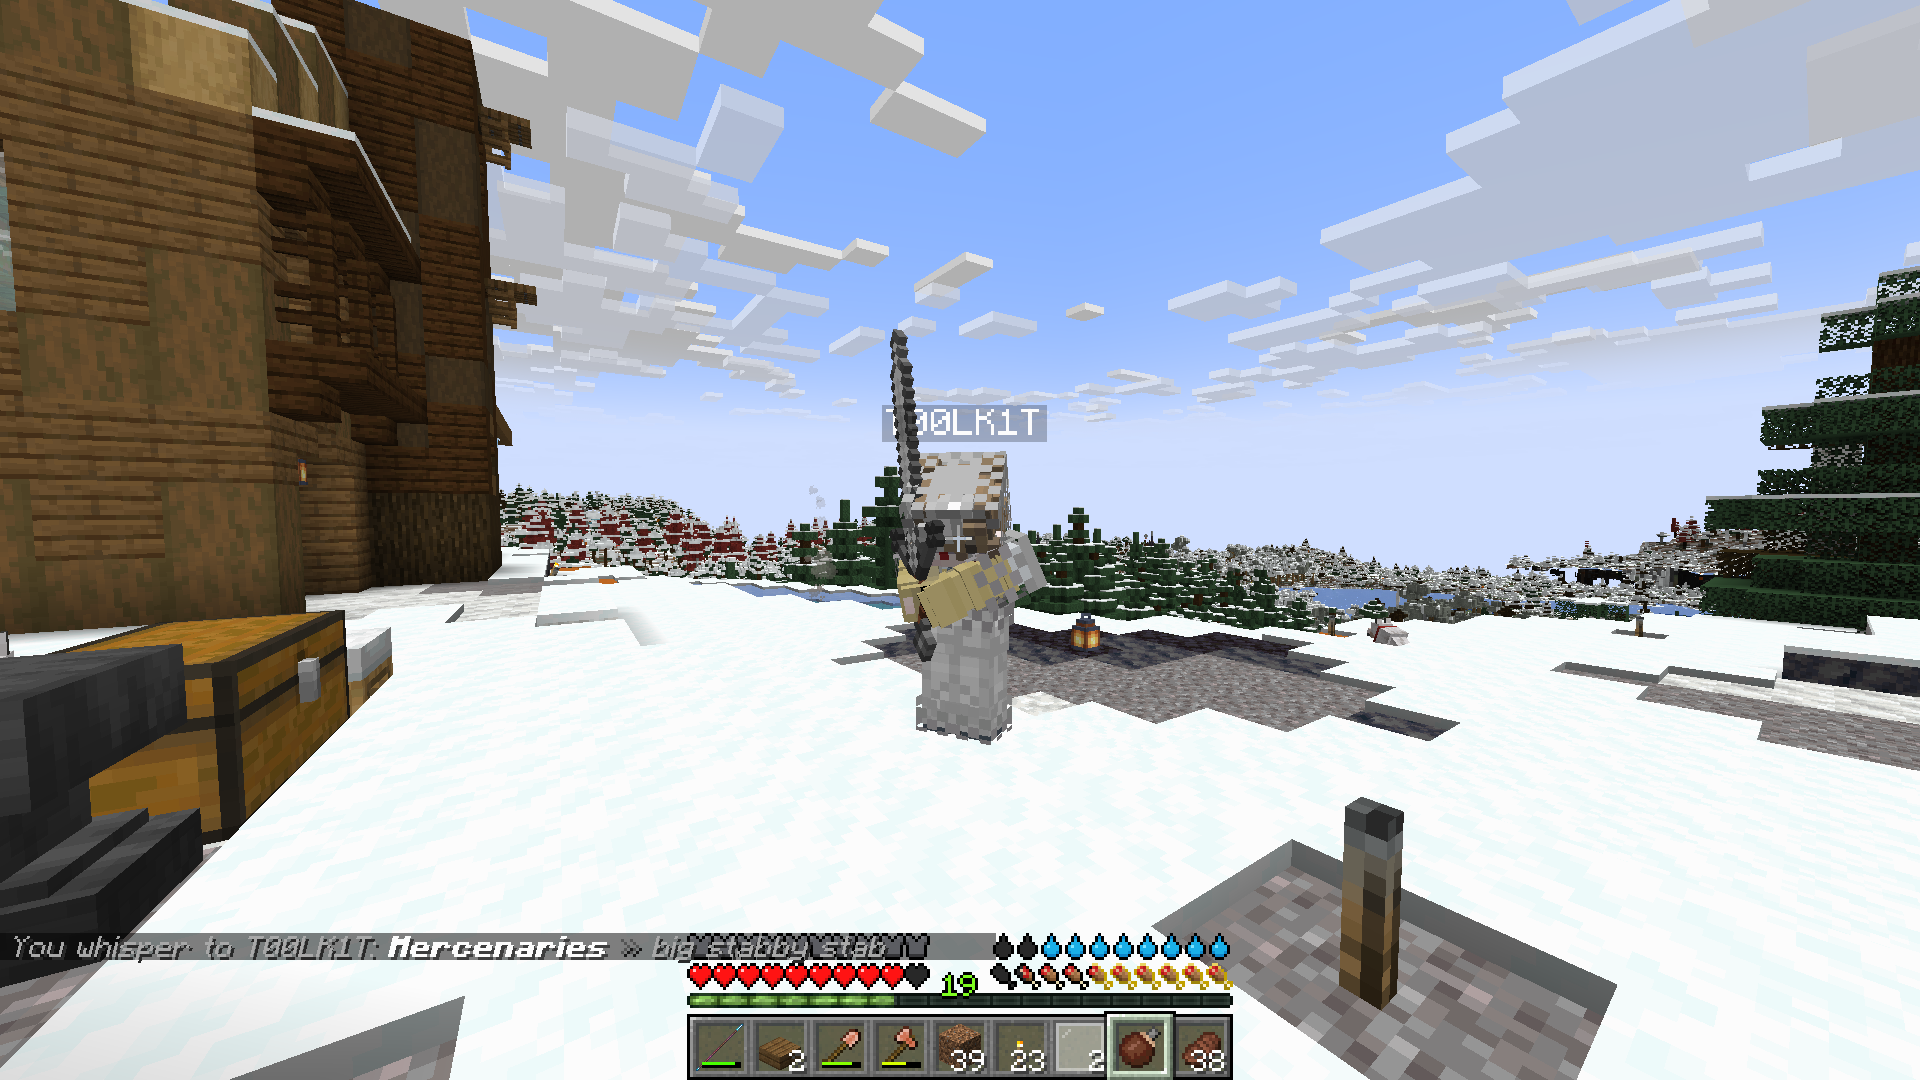 T00LK1T
You whisper to T00LK1T: Mercenaries » big stabby stab
19
2 39 23 2 38